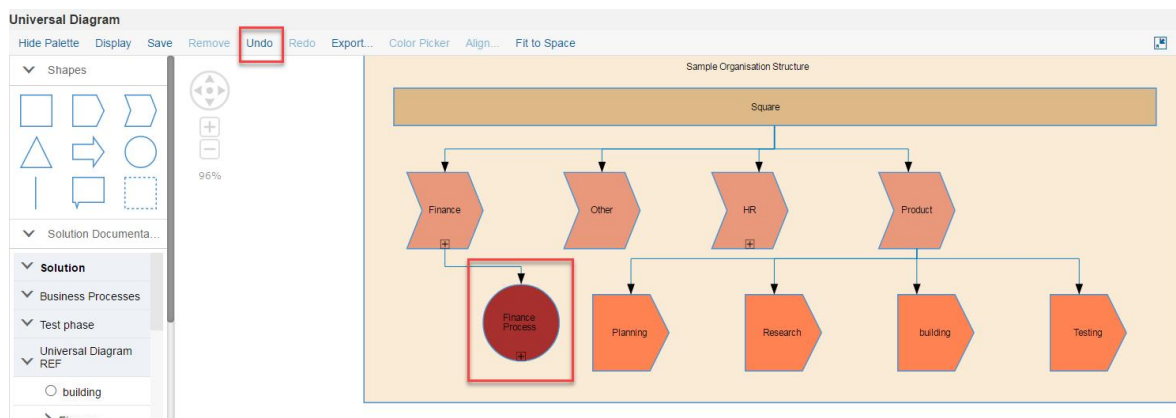 Universal Diagram
Hide Palette Display Save Remove Undo Redo Export... Color Picker Align... Fit to Space
Shapes
96%
Solution Documenta...
Solution
Business Processes
Test phase
Universal Diagram
REF
building
Sample Organisation Structure
Square
Finance Other HR Product
Finance
Process
Planning Research building Testing